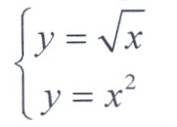 y = √x
y = x²